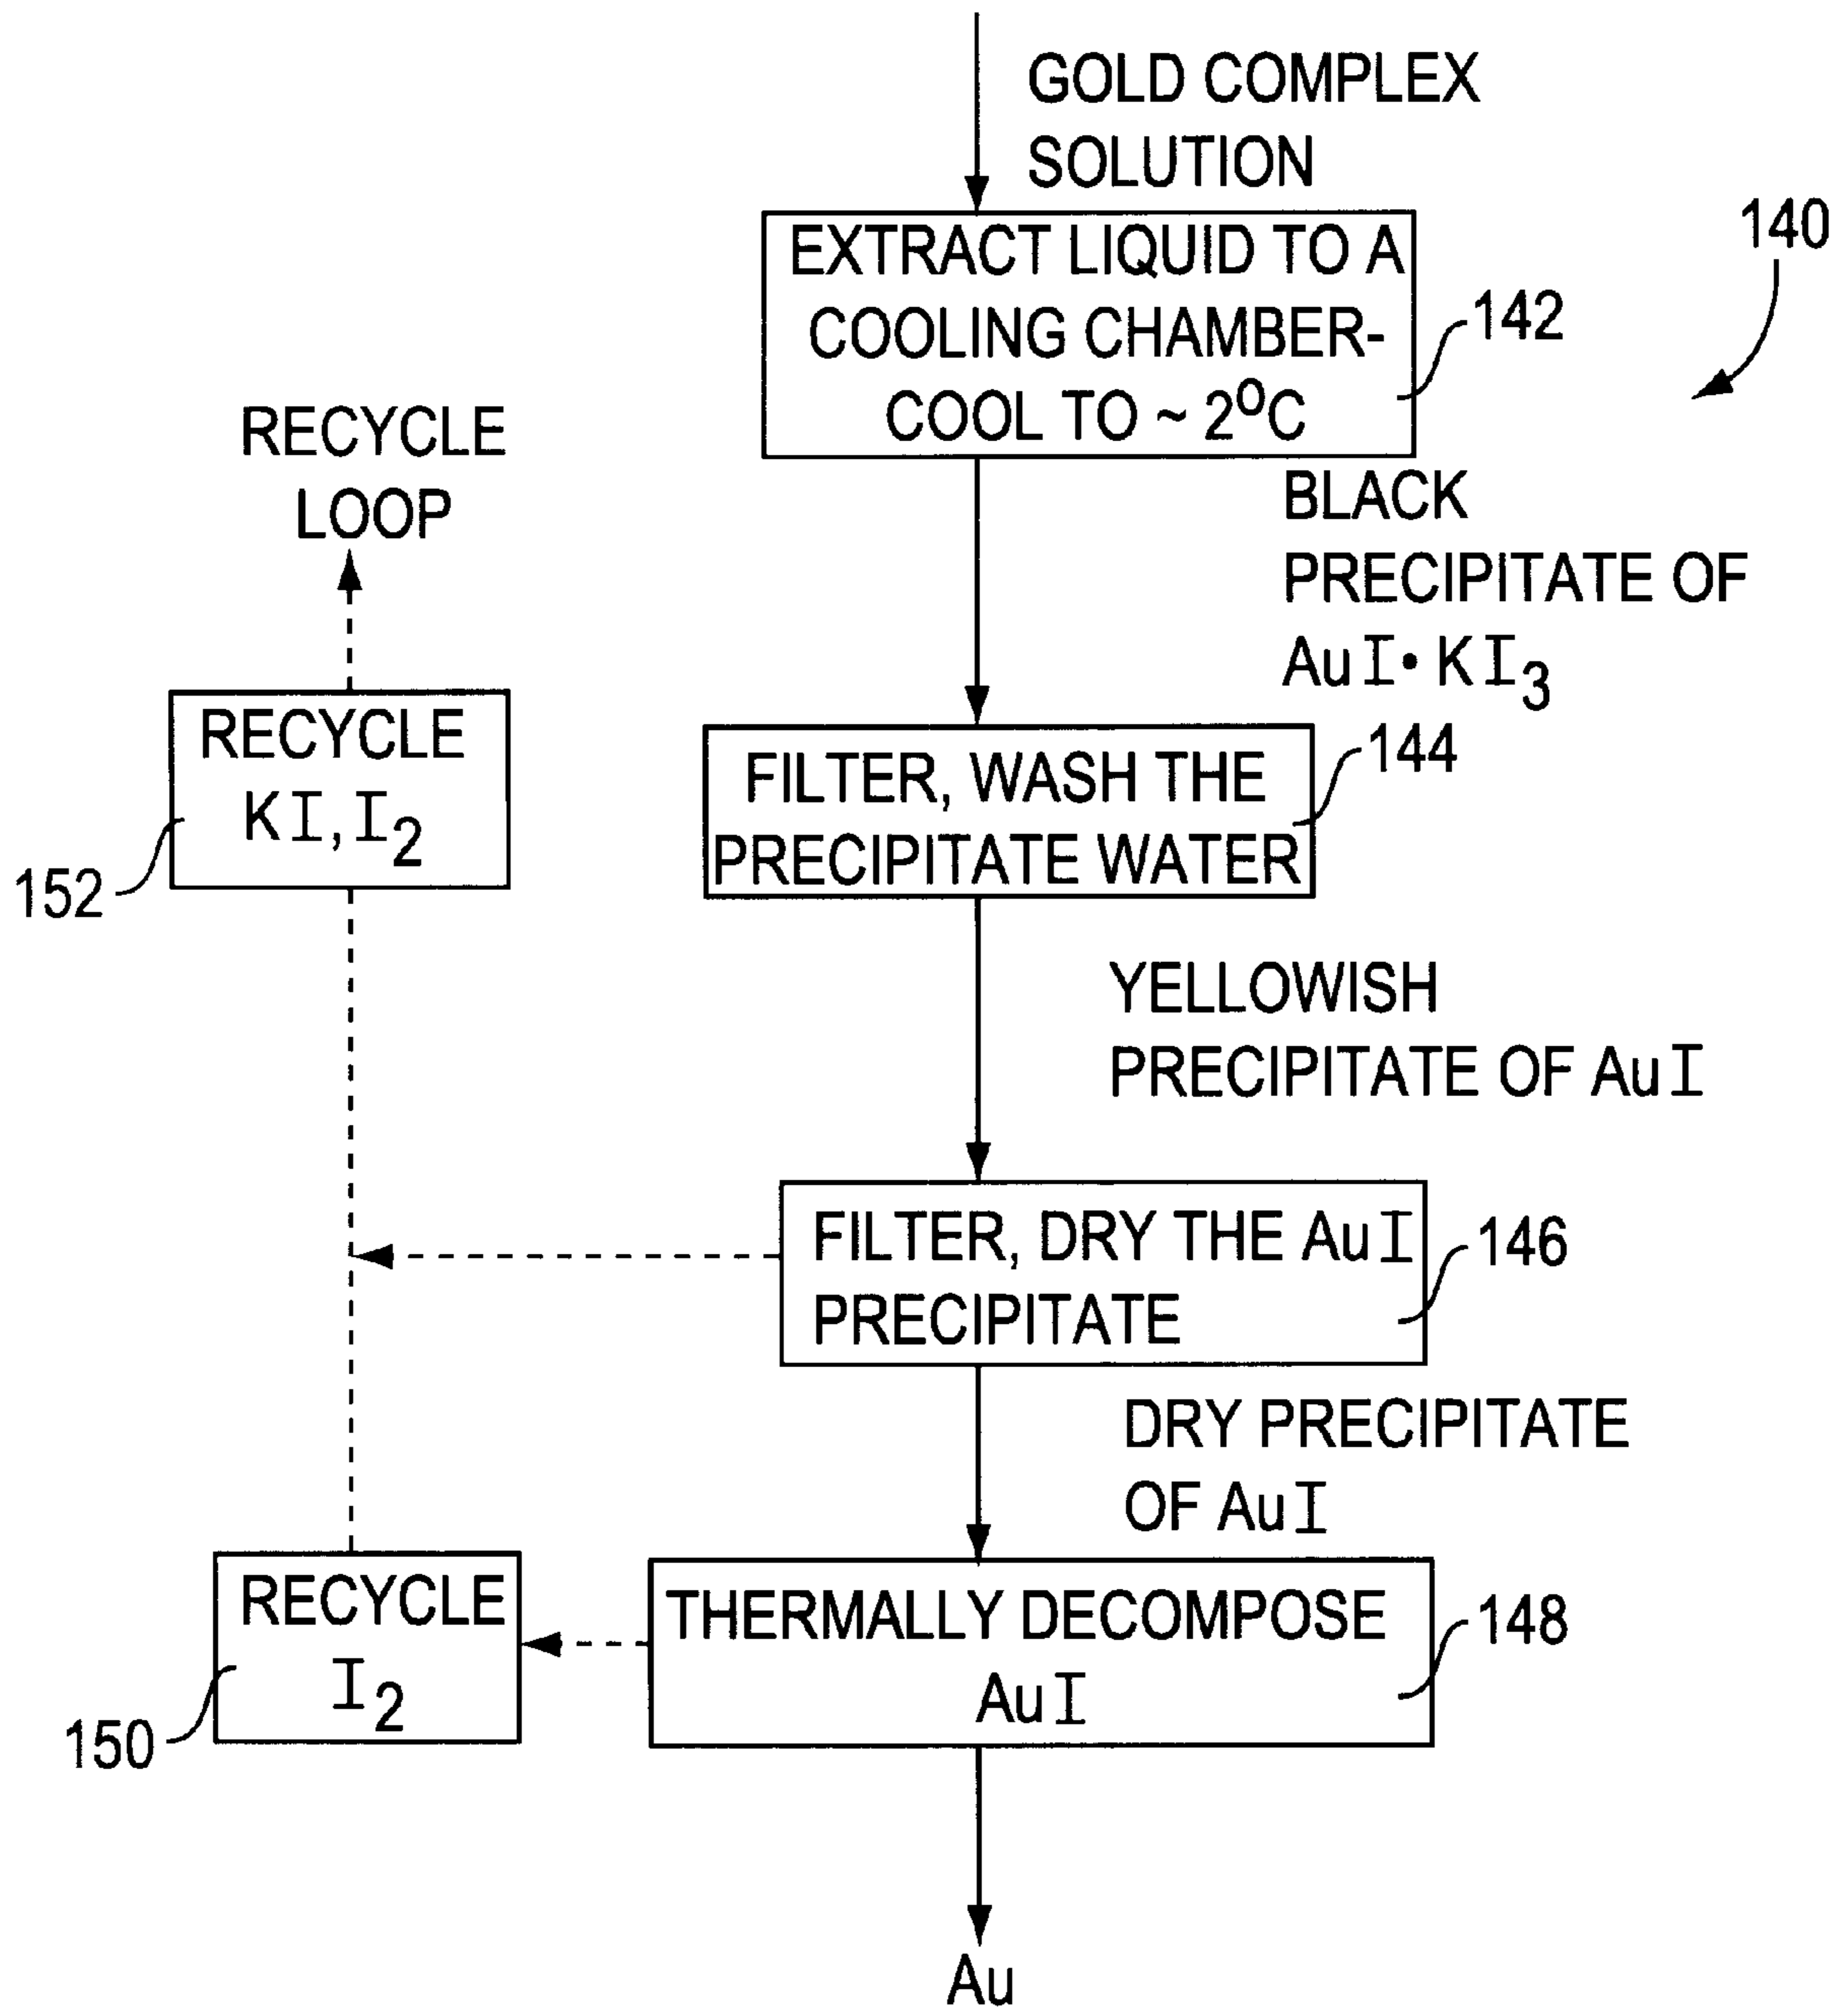 GOLD COMPLEX
SOLUTION
140
EXTRACT LIQUID TO A
COOLING CHAMBER-
COOL TO ~ 2⁰C
142
RECYCLE
LOOP
BLACK
PRECIPITATE OF
AuI• KI₃
RECYCLE
KI, I₂
152
FILTER, WASH THE
PRECIPITATE WATER
144
YELLOWISH
PRECIPITATE OF AuI
FILTER, DRY THE AuI
PRECIPITATE
146
DRY PRECIPITATE
OF AuI
RECYCLE
I₂
150
THERMALLY DECOMPOSE
AuI
148
Au